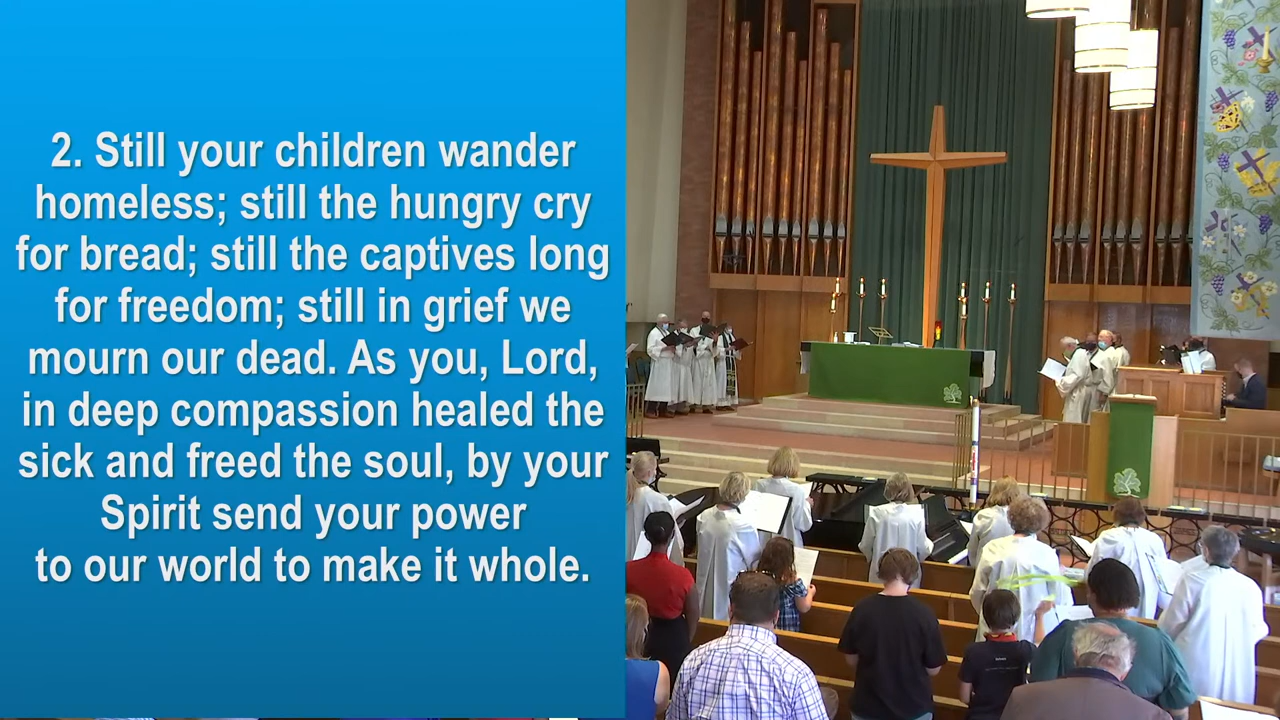 2. Still your children wander
homeless; still the hungry cry
for bread; still the captives long
for freedom; still in grief we
mourn our dead. As you, Lord,
in deep compassion healed the
sick and freed the soul, by your
Spirit send your power
to our world to make it whole.